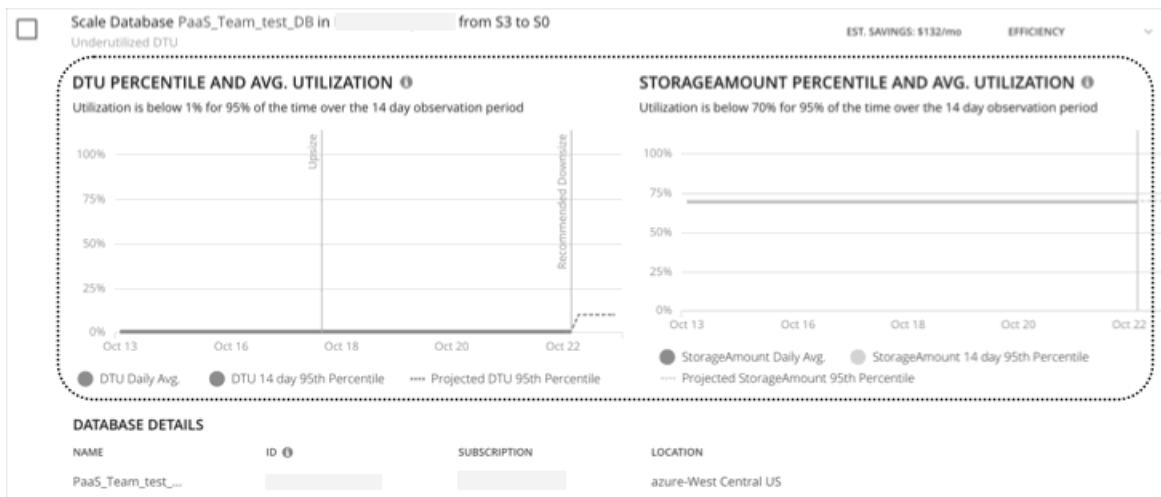 Scale Database PaaS_Team_test_DB in from S3 to S0
Underutilized DTU
EST. SAVINGS: $132/mo
EFFICIENCY
DTU PERCENTILE AND AVG. UTILIZATION
Utilization is below 1% for 95% of the time over the 14 day observation period
100%
75%
50%
25%
0%
Upsize
Recommended Downsize
Oct 13 Oct 16 Oct 18 Oct 20 Oct 22
DTU Daily Avg. DTU 14 day 95th Percentile Projected DTU 95th Percentile
STORAGEAMOUNT PERCENTILE AND AVG. UTILIZATION
Utilization is below 70% for 95% of the time over the 14 day observation period
100%
75%
50%
25%
0%
Oct 13 Oct 16 Oct 18 Oct 20 Oct 22
StorageAmount Daily Avg. StorageAmount 14 day 95th Percentile
Projected StorageAmount 95th Percentile
DATABASE DETAILS
NAME ID SUBSCRIPTION LOCATION
PaaS_Team_test_... azure-West Central US